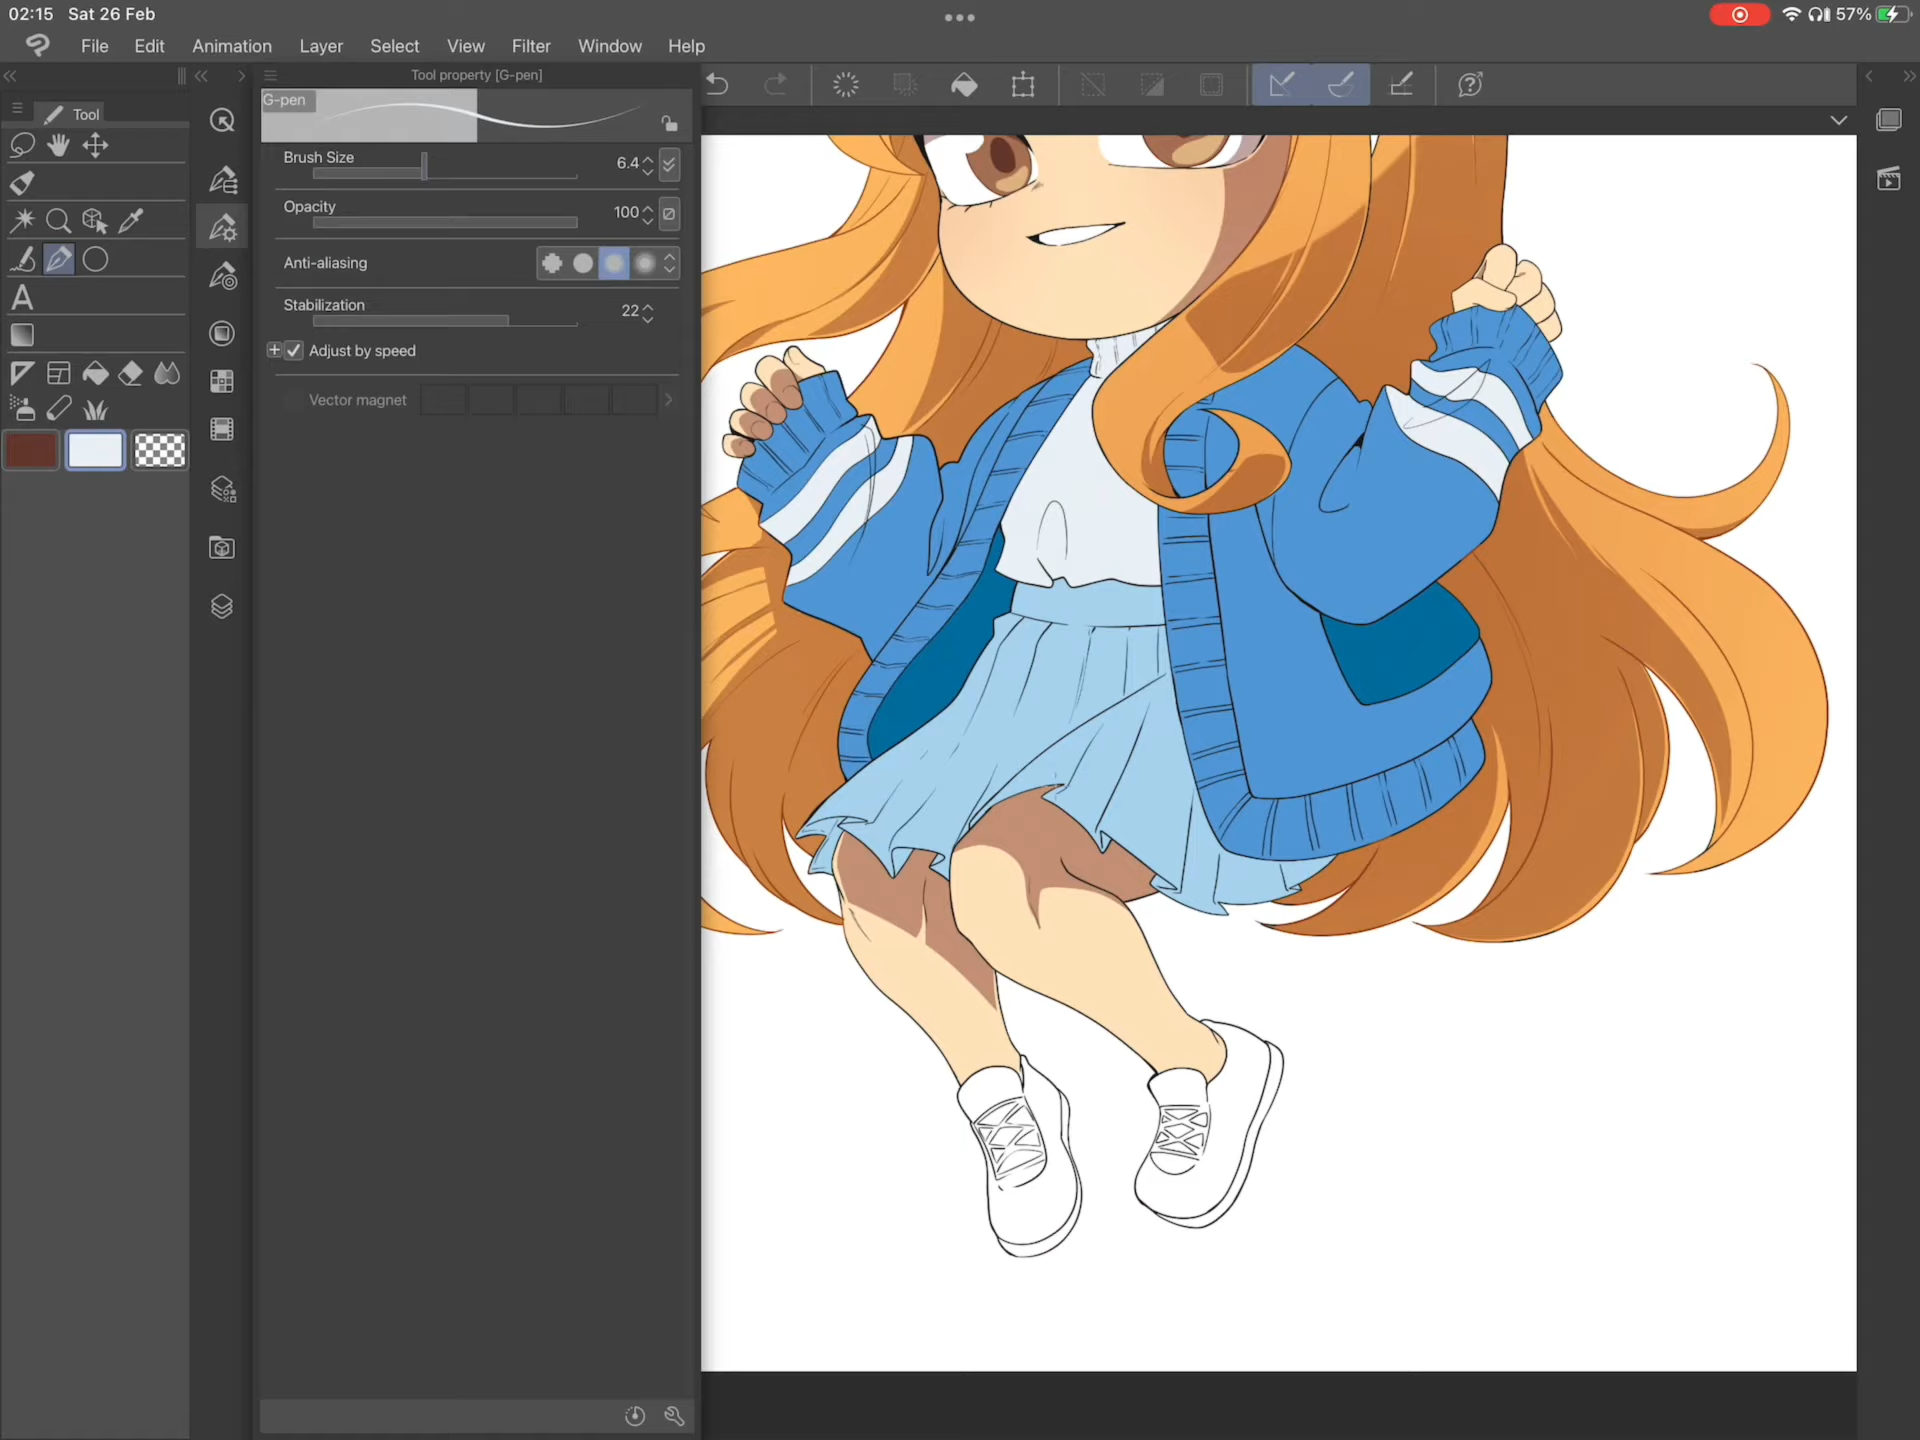 02:15 Sat 26 Feb
57%
File Edit Animation Layer Select View Filter Window Help
Tool property [G-pen]
Tool
G-pen
Brush Size 6.4
Opacity 100
Anti-aliasing
Stabilization 22
Adjust by speed
Vector magnet